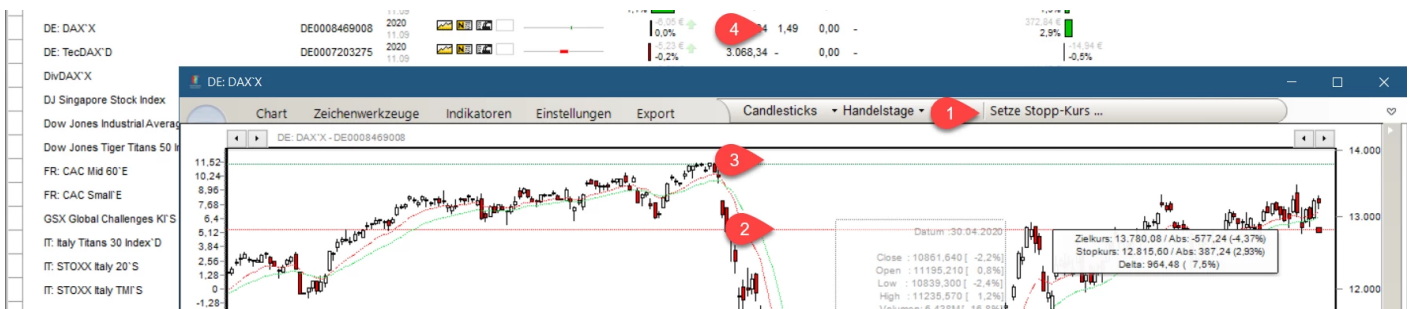 DE: DAX`X DE0008469008 2020 -8,05 € 0,0% 4 1,49 0,00 - 372,84 € 2,9%
11.09
DE: TecDAX`D DE0007203275 2020 -5,23 € -0,2% 3.068,34 - 0,00 - -14,94 € -0,5%
11.09
DivDAX`X
DJ Singapore Stock Index
Dow Jones Industrial Averag
Dow Jones Tiger Titans 50 I
FR: CAC Mid 60`E
FR: CAC Small`E
GSX Global Challenges KI`S
IT: Italy Titans 30 Index`D
IT: STOXX Italy 20`S
IT: STOXX Italy TMI`S
DE: DAX'X
Chart Zeichenwerkzeuge Indikatoren Einstellungen Export Candlesticks Handelstage 1 Setze Stopp-Kurs ...
DE: DAX`X - DE0008469008
11,52
10,24
8,96
7,68
6,4
5,12
3,84
2,56
1,28
0
-1,28
3
2
14.000
13.000
12.000
Datum :30.04.2020
Close : 10861,640 [ -2,2%]
Open : 11195,210 [ 0,8%]
Low : 10839,300 [ -2,4%]
High : 11235,570 [ 1,2%]
Zielkurs: 13.780,08 / Abs: -577,24 (-4,37%)
Stopkurs: 12.815,60 / Abs: 387,24 (2,93%)
Delta: 964,48 ( 7,5%)